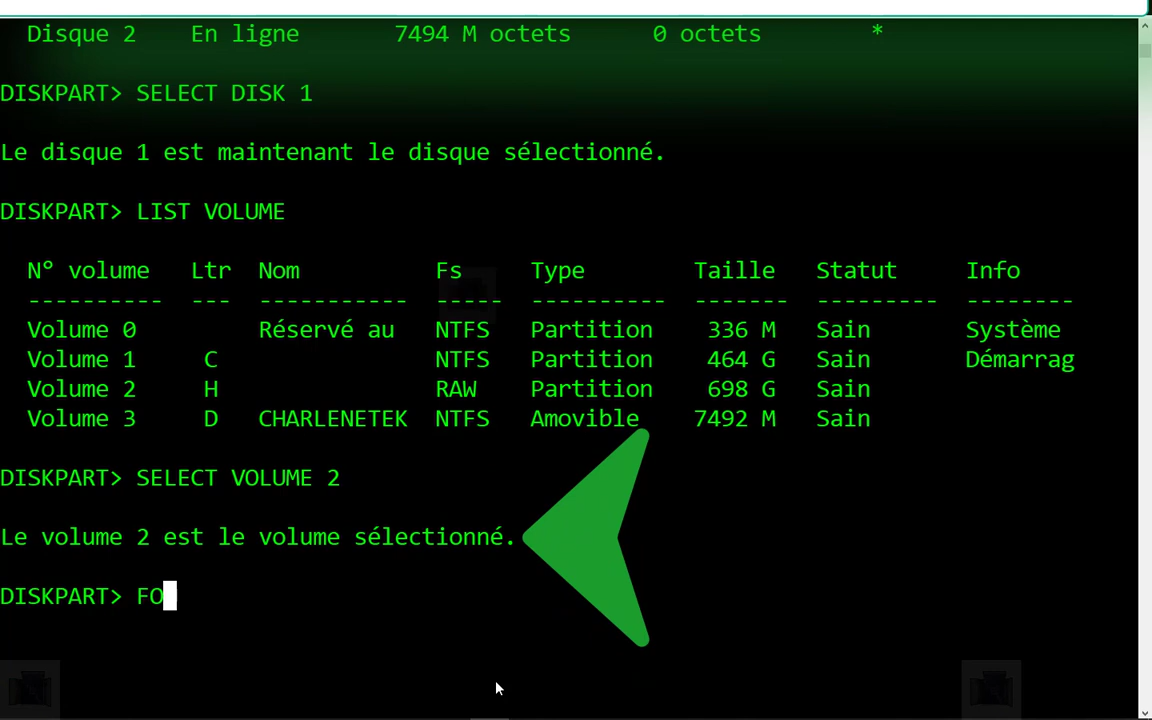 Disque 2    En ligne       7494 M octets      0 octets        *
DISKPART> SELECT DISK 1
Le disque 1 est maintenant le disque sélectionné.
DISKPART> LIST VOLUME
N° volume   Ltr  Nom          Fs     Type        Taille   Statut     Info
----------  ---  -----------  -----  ----------  -------  ---------  --------
Volume 0         Réservé au   NTFS   Partition    336 M   Sain       Système
Volume 1     C                NTFS   Partition    464 G   Sain       Démarrag
Volume 2     H                RAW    Partition    698 G   Sain
Volume 3     D   CHARLENETEK  NTFS   Amovible    7492 M   Sain
DISKPART> SELECT VOLUME 2
Le volume 2 est le volume sélectionné.
DISKPART> FO